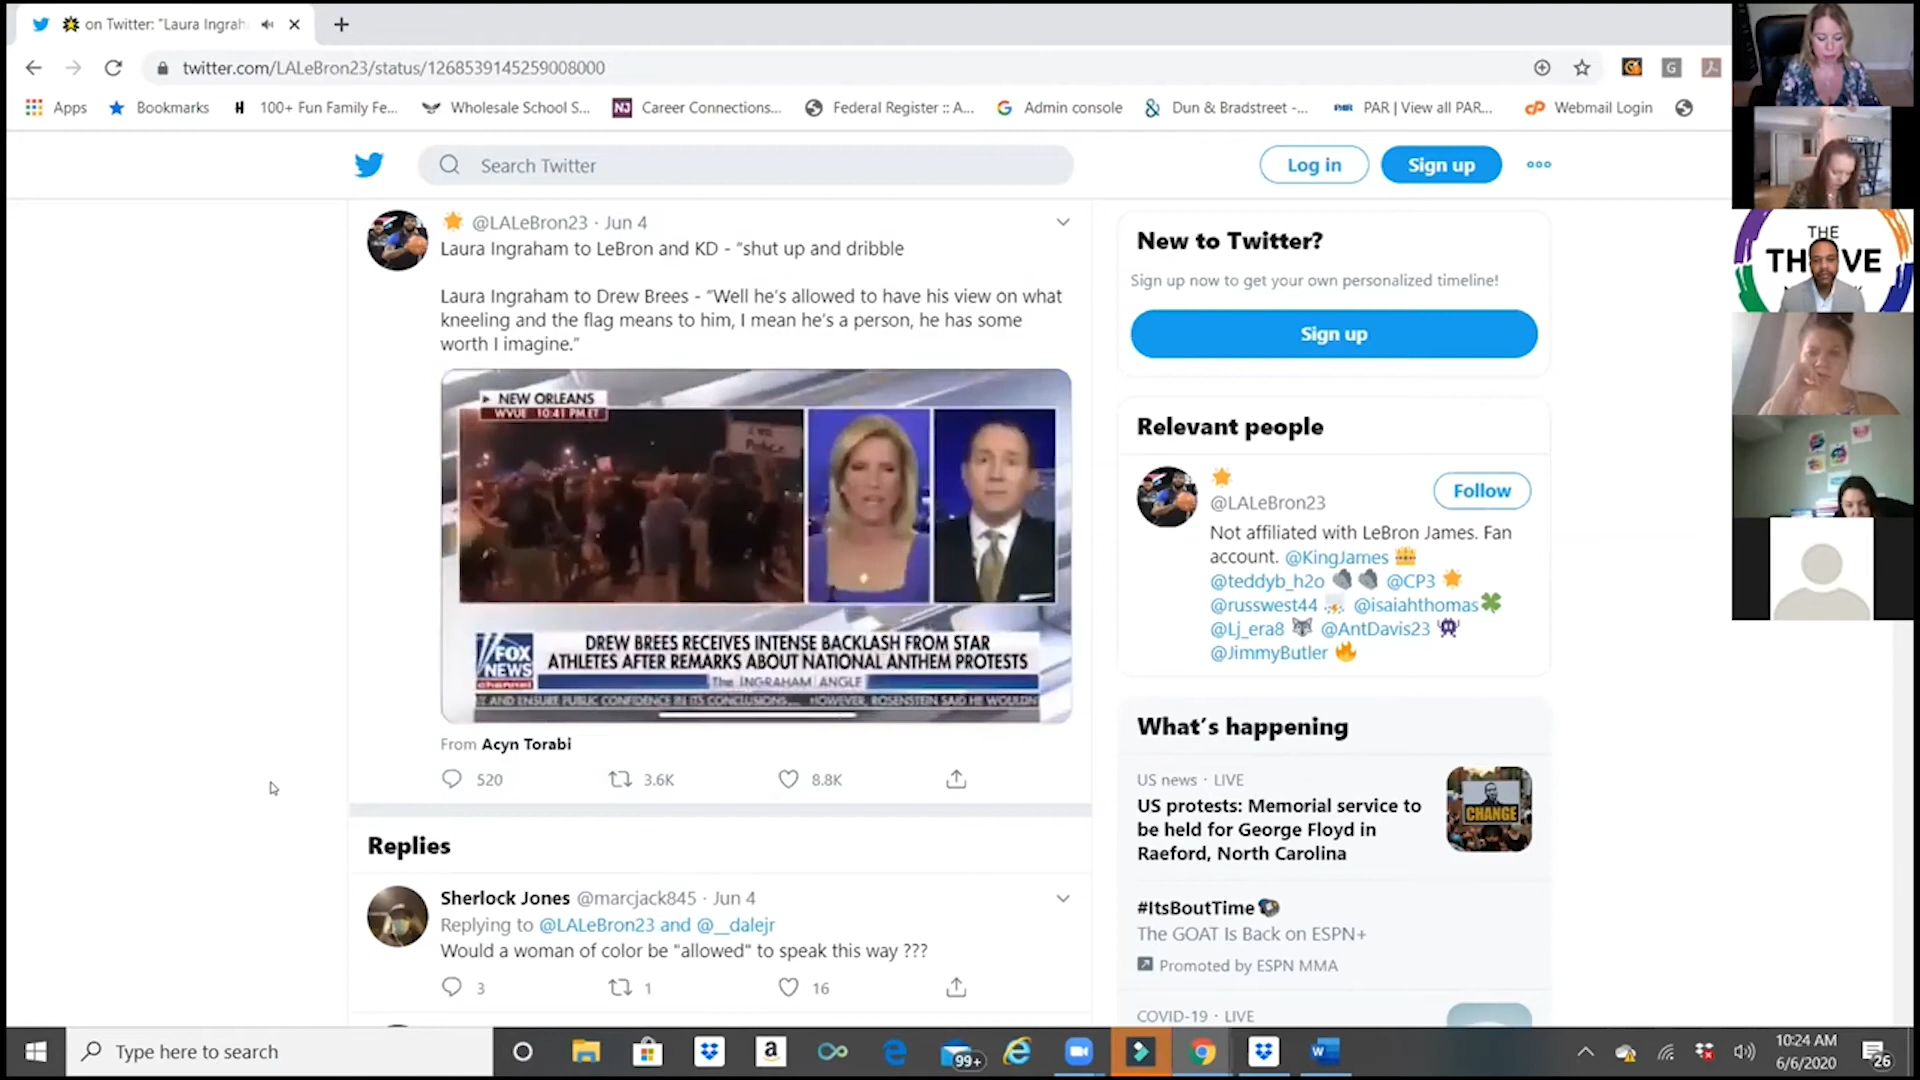 on Twitter: "Laura Ingrah
twitter.com/LALeBron23/status/1268539145259008000
Apps
Bookmarks
100+ Fun Family Fe...
Wholesale School S...
Career Connections...
Federal Register :: A...
Admin console
Dun & Bradstreet -...
PAR | View all PAR...
Webmail Login
Search Twitter
Log in
Sign up
@LALeBron23 · Jun 4
Laura Ingraham to LeBron and KD - “shut up and dribble
Laura Ingraham to Drew Brees - “Well he’s allowed to have his view on what
kneeling and the flag means to him, I mean he’s a person, he has some
worth I imagine.”
NEW ORLEANS
WVUE 10:41 PM ET
FOX
NEWS
channel
DREW BREES RECEIVES INTENSE BACKLASH FROM STAR
ATHLETES AFTER REMARKS ABOUT NATIONAL ANTHEM PROTESTS
The INGRAHAM ANGLE
AND ENSURE PUBLIC CONFIDENCE IN ITS CONCLUSIONS... HOWEVER, ROSENSTEIN SAID HE WOULDN
From Acyn Torabi
520
3.6K
8.8K
Replies
Sherlock Jones @marcjack845 · Jun 4
Replying to @LALeBron23 and @__dalejr
Would a woman of color be "allowed" to speak this way ???
3
1
16
New to Twitter?
Sign up now to get your own personalized timeline!
Sign up
Relevant people
@LALeBron23
Follow
Not affiliated with LeBron James. Fan
account. @KingJames
@teddyb_h2o @CP3
@russwest44 @isaiahthomas
@Lj_era8 @AntDavis23
@JimmyButler
What’s happening
US news · LIVE
US protests: Memorial service to
be held for George Floyd in
Raeford, North Carolina
CHANGE
#ItsBoutTime
The GOAT Is Back on ESPN+
Promoted by ESPN MMA
COVID-19 · LIVE
THE
TH VE
Type here to search
99+
10:24 AM
6/6/2020
26